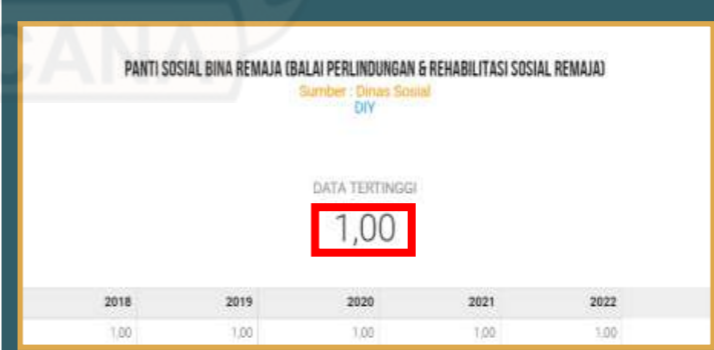 CANA
PANTI SOSIAL BINA REMAJA (BALAI PERLINDUNGAN & REHABILITASI SOSIAL REMAJA)
Sumber : Dinas Sosial
DIY
DATA TERTINGGI
1,00
2018 2019 2020 2021 2022
1,00 1,00 1,00 1,00 1,00